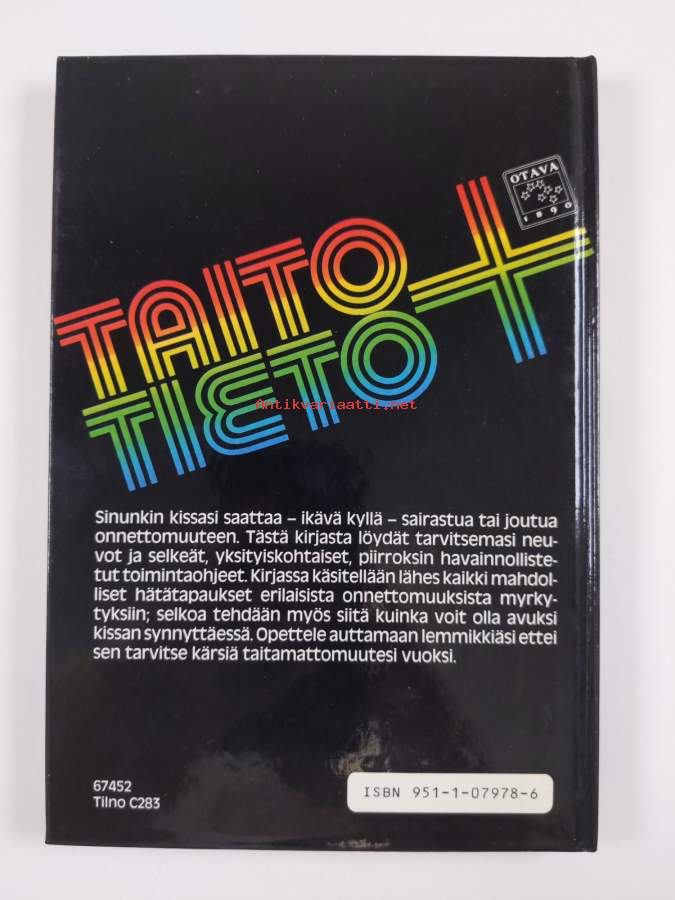 OTAVA
1890
TAITO
TIETO
Antikvariaatti.net
Sinunkin kissasi saattaa – ikävä kyllä – sairastua tai joutua
onnettomuuteen. Tästä kirjasta löydät tarvitsemasi neu-
vot ja selkeät, yksityiskohtaiset, piirroksin havainnolliste-
tut toimintaohjeet. Kirjassa käsitellään lähes kaikki mahdol-
liset hätätapaukset erilaisista onnettomuuksista myrky-
tyksiin; selkoa tehdään myös siitä kuinka voit olla avuksi
kissan synnyttäessä. Opettele auttamaan lemmikkiäsi ettei
sen tarvitse kärsiä taitamattomuutesi vuoksi.
67452
Tilno C283
ISBN 951-1-07978-6